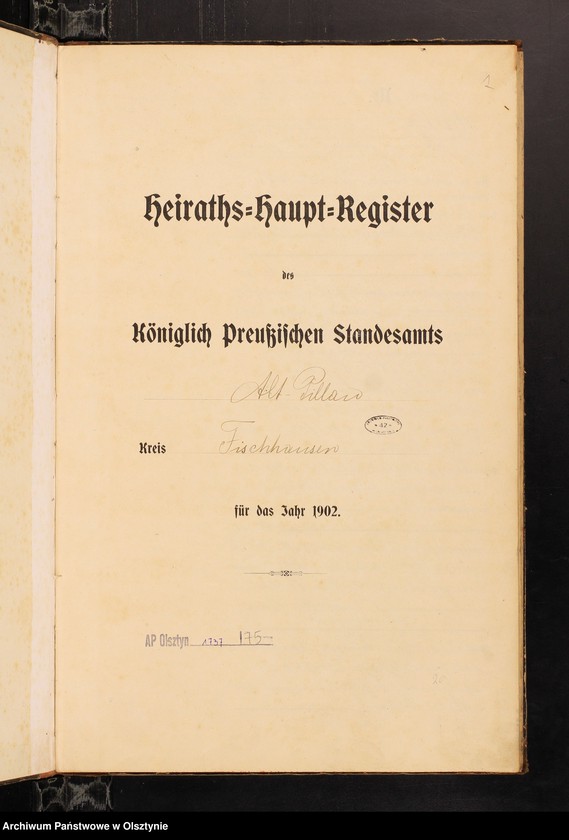 1
Heiraths-Haupt-Register
des
Königlich Preußischen Standesamts
Alt-Pillau
Kreis Fischhausen
für das Jahr 1902.
AP Olsztyn 1737 175
Archiwum Państwowe w Olsztynie